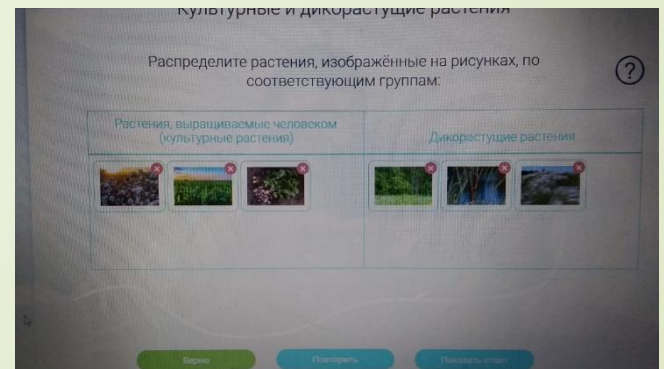 Культурные и дикорастущие растения
Распределите растения, изображённые на рисунках, по
соответствующим группам:
?
Растения, выращиваемые человеком
(культурные растения)
Дикорастущие растения
Верно
Повторить
Показать ответ